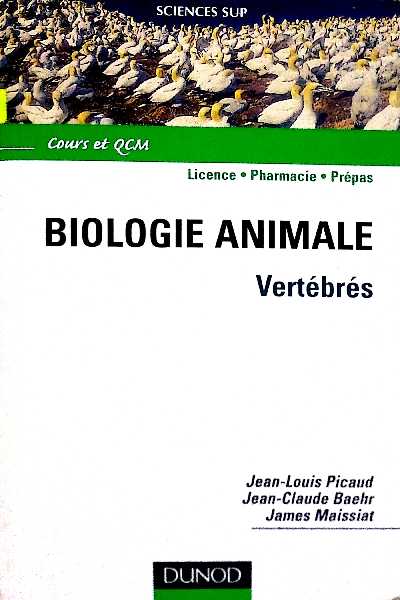 SCIENCES SUP
Cours et QCM
Licence • Pharmacie • Prépas
BIOLOGIE ANIMALE
Vertébrés
Jean-Louis Picaud
Jean-Claude Baehr
James Maissiat
DUNOD